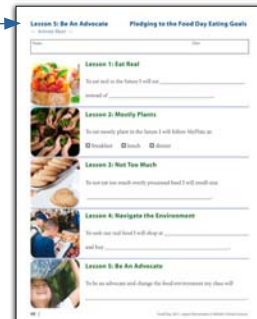 Lesson 5: Be An Advocate
Pledging to the Food Day Eating Goals
Activity Sheet
Name
Date
Lesson 1: Eat Real
To eat real in the future I will eat
instead of
Lesson 2: Mostly Plants
To eat mostly plant in the future I will follow MyPlate at:
breakfast lunch dinner
Lesson 3: Not Too Much
To not eat too much overly processed food I will
Lesson 4: Navigate the Environment
To seek out real food I will shop at
and buy
Lesson 5: Be An Advocate
To be an advocate and change the food environment my class will